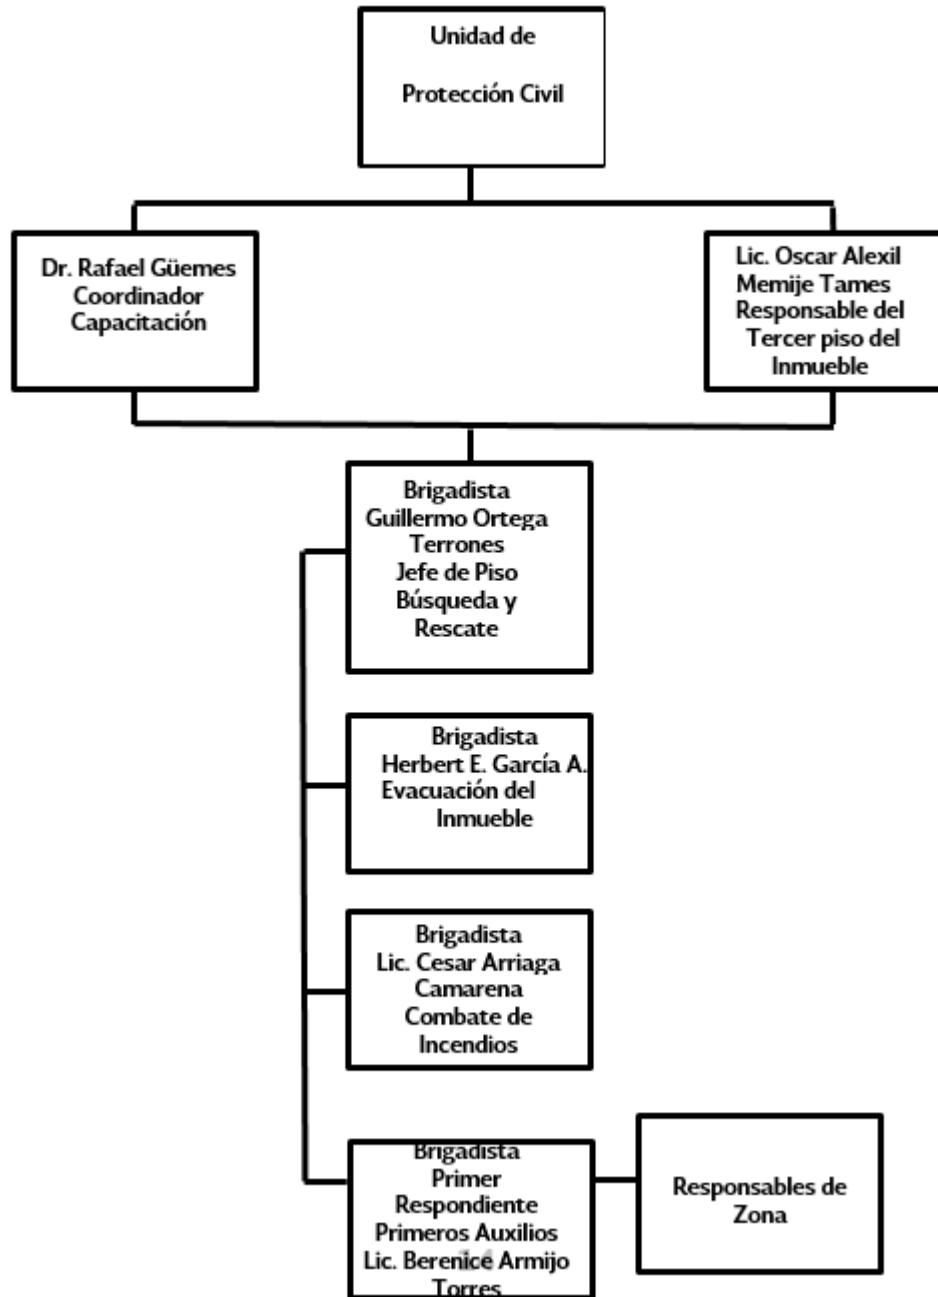 Unidad de
Protección Civil
Dr. Rafael Güemes
Coordinador
Capacitación
Lic. Oscar Alexil
Memije Tames
Responsable del
Tercer piso del
Inmueble
Brigadista
Guillermo Ortega
Terrones
Jefe de Piso
Búsqueda y
Rescate
Brigadista
Herbert E. García A.
Evacuación del
Inmueble
Brigadista
Lic. Cesar Arriaga
Camarena
Combate de
Incendios
Brigadista
Primer
Respondiente
Primeros Auxilios
Lic. Berenice Armijo
Torres
Responsables de
Zona